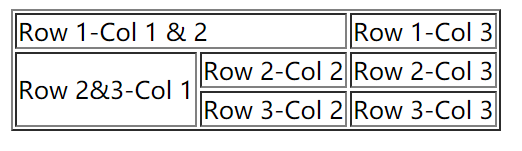 Row 1-Col 1 & 2 Row 1-Col 3
Row 2&3-Col 1 Row 2-Col 2 Row 2-Col 3
Row 3-Col 2 Row 3-Col 3